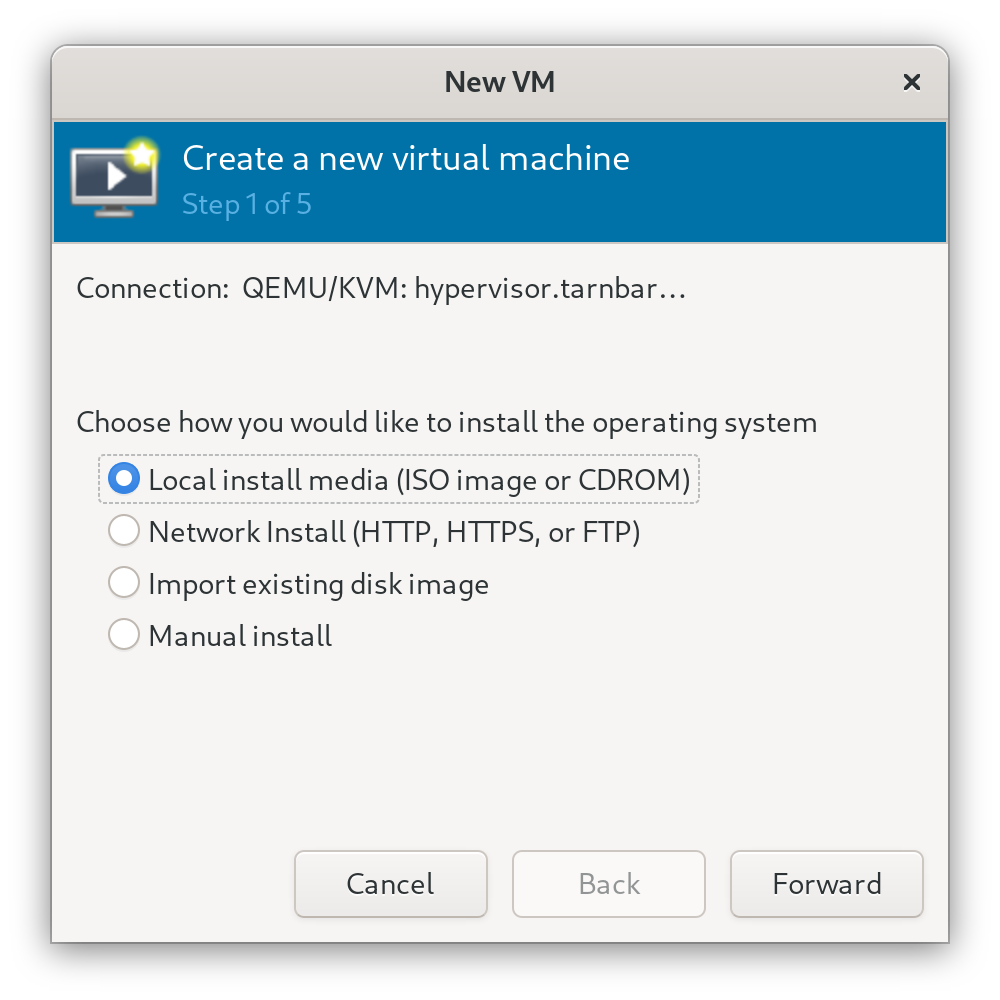 New VM
Create a new virtual machine
Step 1 of 5
Connection: QEMU/KVM: hypervisor.tarnbar...
Choose how you would like to install the operating system
Local install media (ISO image or CDROM)
Network Install (HTTP, HTTPS, or FTP)
Import existing disk image
Manual install
Cancel Back Forward